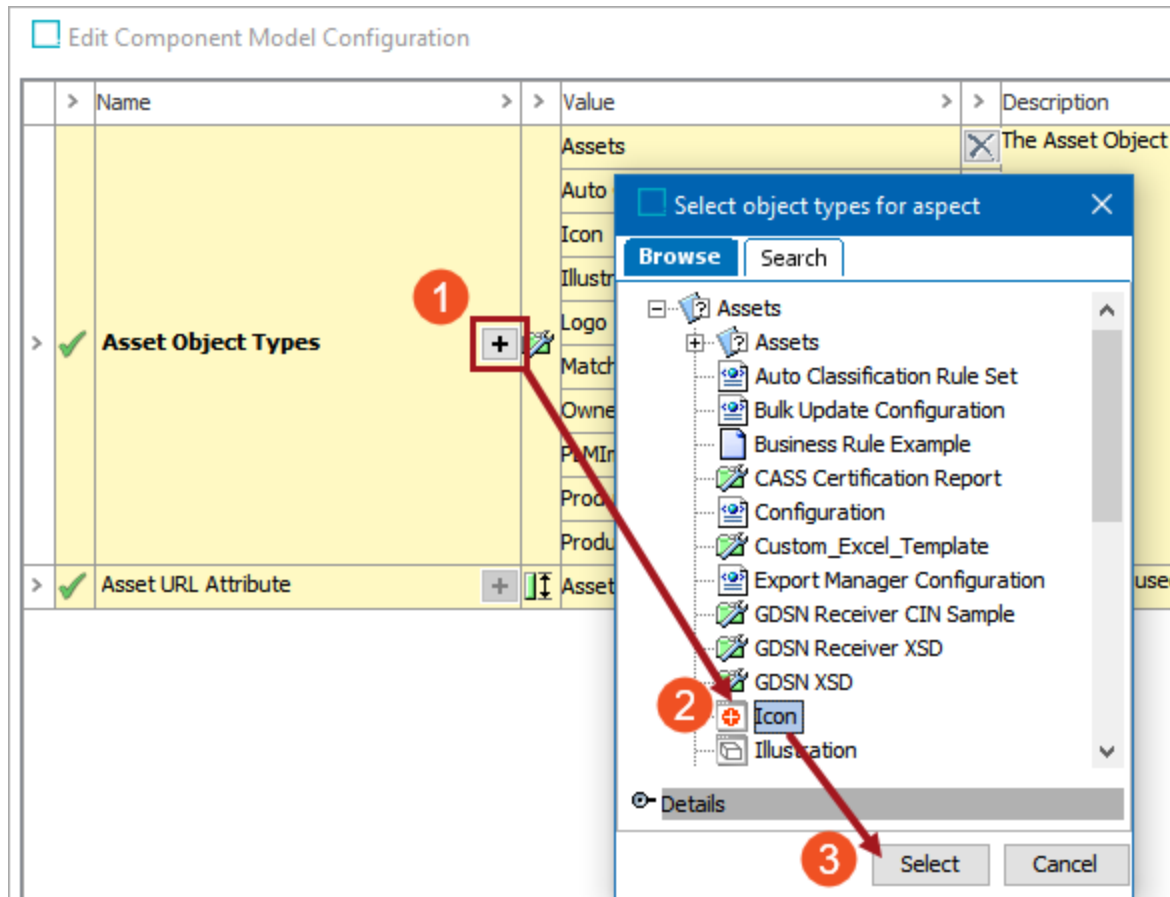 Edit Component Model Configuration
> Name > > Value > > Description
Assets
The Asset Object
Auto
Icon
Illustr
Logo
Match
Owne
Prod
Produ
1
Asset Object Types
+
Asset URL Attribute
+
Asset
use
Select object types for aspect
Browse
Search
Assets
Assets
Auto Classification Rule Set
Bulk Update Configuration
Business Rule Example
CASS Certification Report
Configuration
Custom_Excel_Template
Export Manager Configuration
GDSN Receiver CIN Sample
GDSN Receiver XSD
GDSN XSD
2
Icon
Illustration
Details
3
Select
Cancel